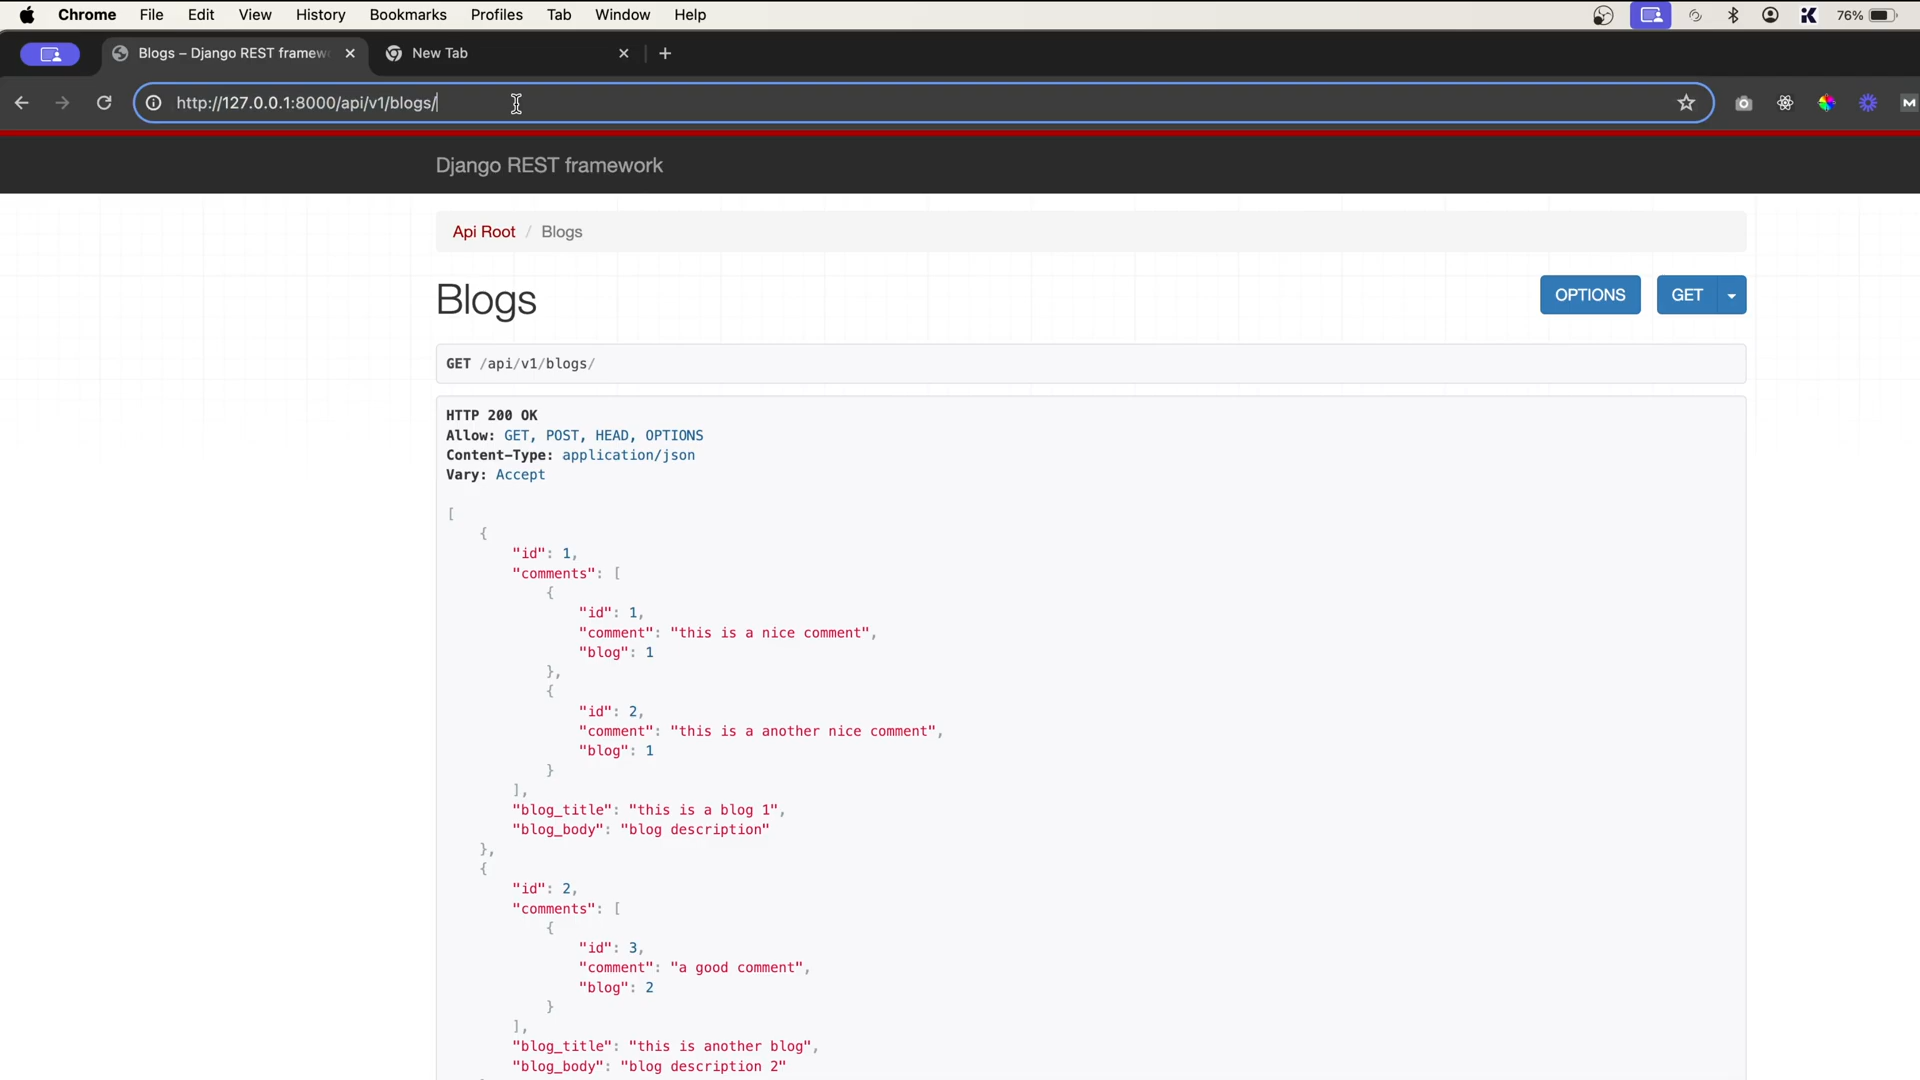 Chrome File Edit View History Bookmarks Profiles Tab Window Help 76%
Blogs – Django REST framew New Tab
http://127.0.0.1:8000/api/v1/blogs/
Django REST framework
Api Root / Blogs
Blogs OPTIONS GET
GET /api/v1/blogs/
HTTP 200 OK
Allow: GET, POST, HEAD, OPTIONS
Content-Type: application/json
Vary: Accept
[
{
"id": 1,
"comments": [
{
"id": 1,
"comment": "this is a nice comment",
"blog": 1
},
{
"id": 2,
"comment": "this is a another nice comment",
"blog": 1
}
],
"blog_title": "this is a blog 1",
"blog_body": "blog description"
},
{
"id": 2,
"comments": [
{
"id": 3,
"comment": "a good comment",
"blog": 2
}
],
"blog_title": "this is another blog",
"blog_body": "blog description 2"